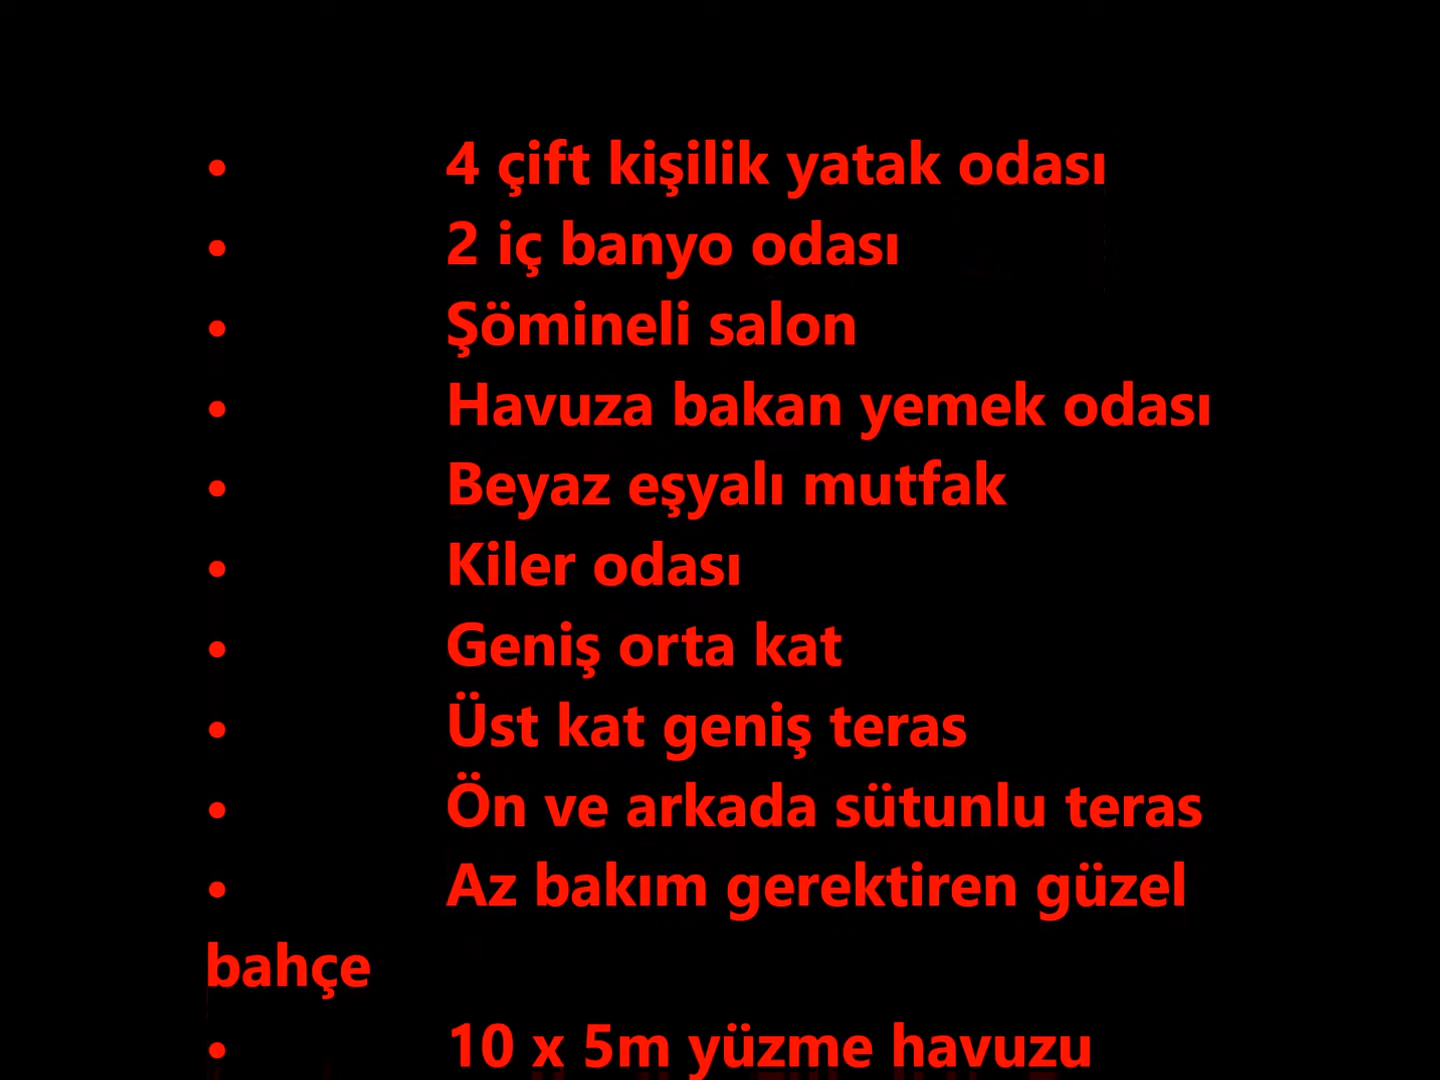 • 4 çift kişilik yatak odası
• 2 iç banyo odası
• Şömineli salon
• Havuza bakan yemek odası
• Beyaz eşyalı mutfak
• Kiler odası
• Geniş orta kat
• Üst kat geniş teras
• Ön ve arkada sütunlu teras
• Az bakım gerektiren güzel
bahçe
• 10 x 5m yüzme havuzu